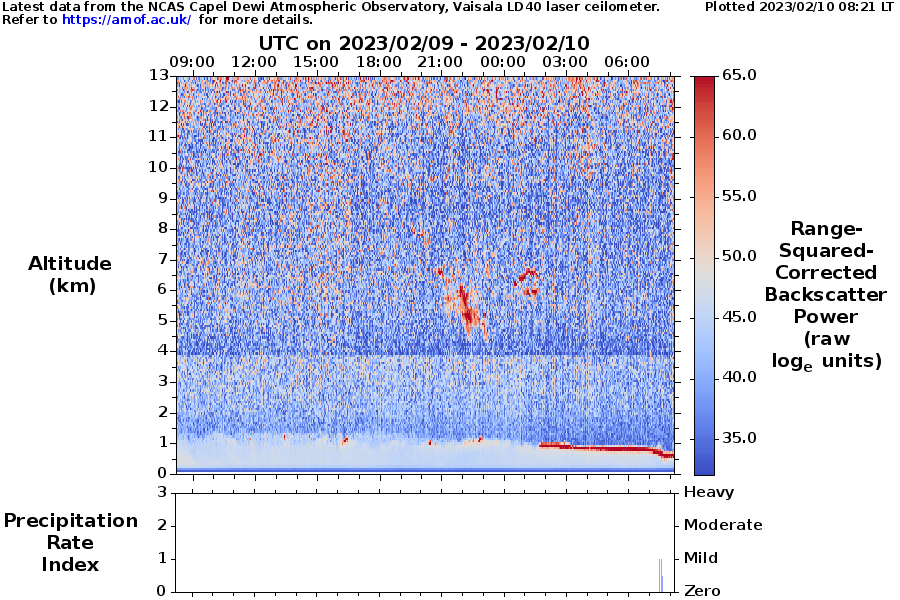 Latest data from the NCAS Capel Dewi Atmospheric Observatory, Vaisala LD40 laser ceilometer.
Plotted 2023/02/10 08:21 LT
Refer to https://amof.ac.uk/ for more details.
UTC on 2023/02/09 - 2023/02/10
09:00 12:00 15:00 18:00 21:00 00:00 03:00 06:00
13
12
11
10
9
8
7
6
5
4
3
2
1
0
Altitude
(km)
65.0
60.0
55.0
50.0
45.0
40.0
35.0
Range-
Squared-
Corrected
Backscatter
Power
(raw
logₑ units)
Precipitation
Rate
Index
3
2
1
0
Heavy
Moderate
Mild
Zero